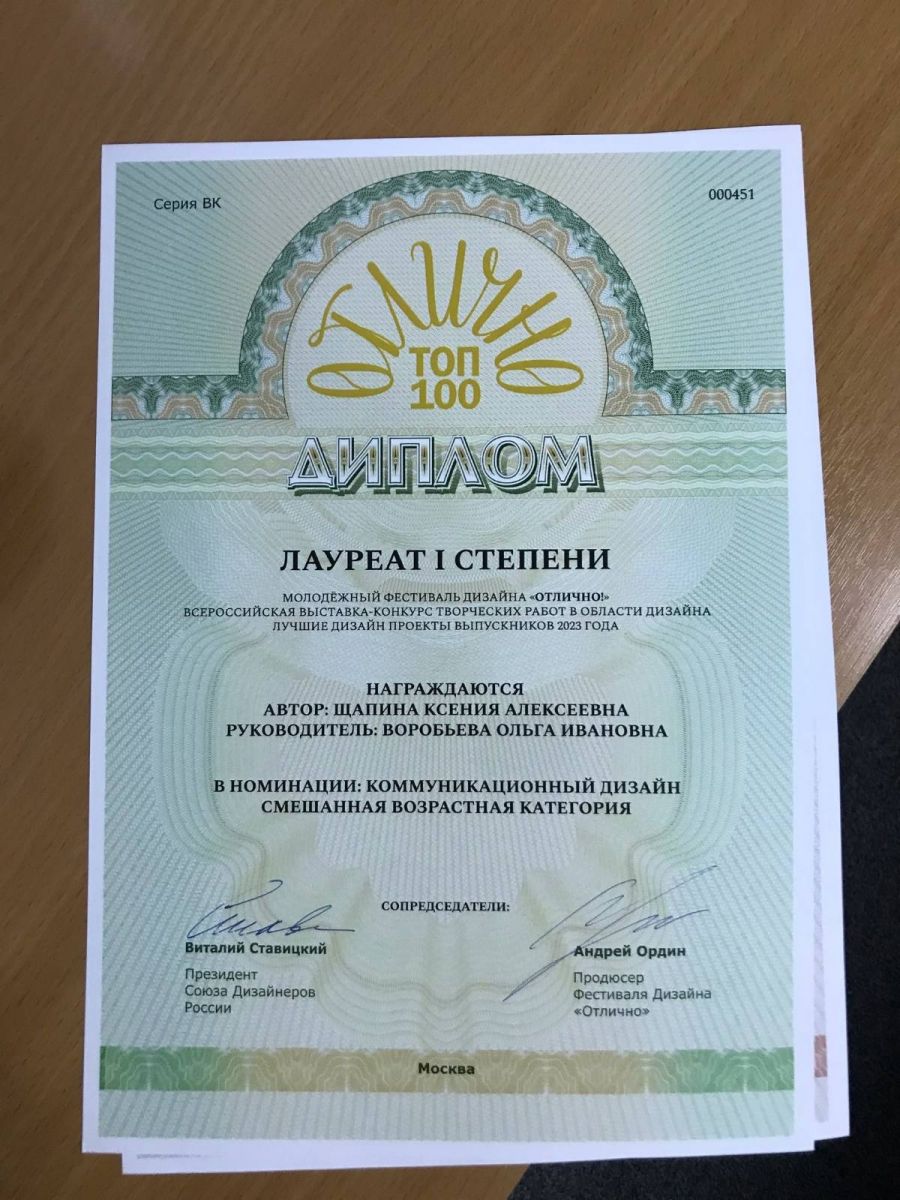 Серия ВК
000451
ОТЛИЧНО
ТОП
100
ДИПЛОМ
ЛАУРЕАТ I СТЕПЕНИ
МОЛОДЁЖНЫЙ ФЕСТИВАЛЬ ДИЗАЙНА «ОТЛИЧНО!»
ВСЕРОССИЙСКАЯ ВЫСТАВКА-КОНКУРС ТВОРЧЕСКИХ РАБОТ В ОБЛАСТИ ДИЗАЙНА
ЛУЧШИЕ ДИЗАЙН ПРОЕКТЫ ВЫПУСКНИКОВ 2023 ГОДА
НАГРАЖДАЮТСЯ
АВТОР: ЩАПИНА КСЕНИЯ АЛЕКСЕЕВНА
РУКОВОДИТЕЛЬ: ВОРОБЬЕВА ОЛЬГА ИВАНОВНА
В НОМИНАЦИИ: КОММУНИКАЦИОННЫЙ ДИЗАЙН
СМЕШАННАЯ ВОЗРАСТНАЯ КАТЕГОРИЯ
СОПРЕДСЕДАТЕЛИ:
Виталий Ставицкий
Президент
Союза Дизайнеров
России
Андрей Ордин
Продюсер
Фестиваля Дизайна
«Отлично»
Москва